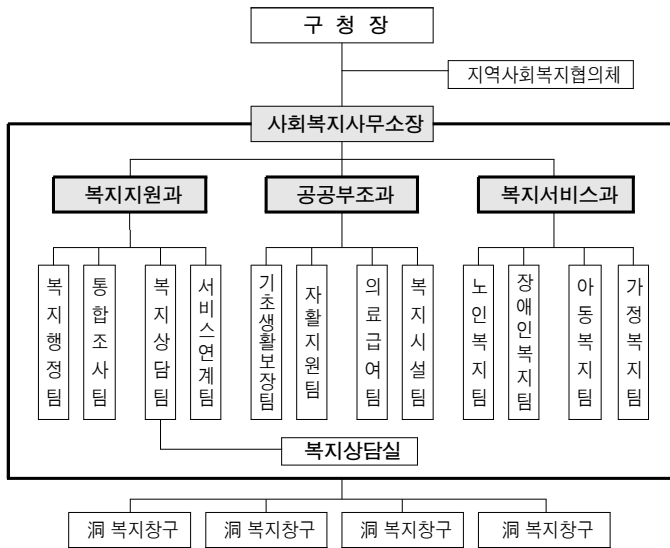 구 청 장
지역사회복지협의체
사회복지사무소장
복지지원과
공공부조과
복지서비스과
복지행정팀
통합조사팀
복지상담팀
서비스연계팀
기초생활보장팀
자활지원팀
의료급여팀
복지시설팀
노인복지팀
장애인복지팀
아동복지팀
가정복지팀
복지상담실
洞 복지창구
洞 복지창구
洞 복지창구
洞 복지창구